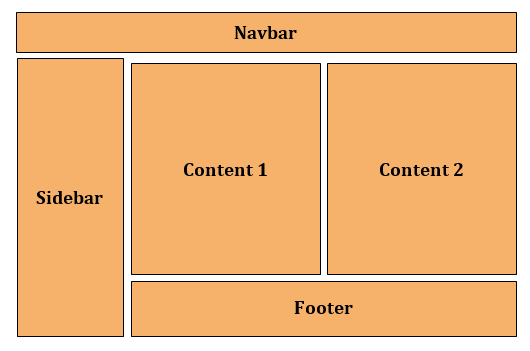 Navbar
Sidebar
Content 1
Content 2
Footer